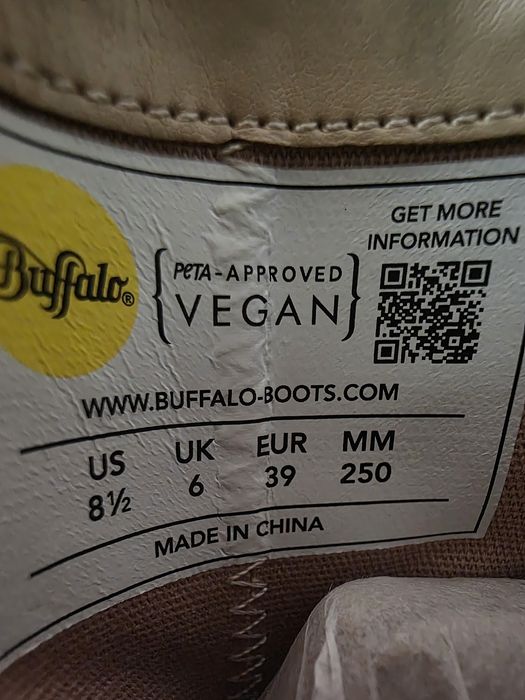 Buffalo®
PETA-APPROVED
VEGAN
GET MORE
INFORMATION
WWW.BUFFALO-BOOTS.COM
US UK EUR MM
8½ 6 39 250
MADE IN CHINA